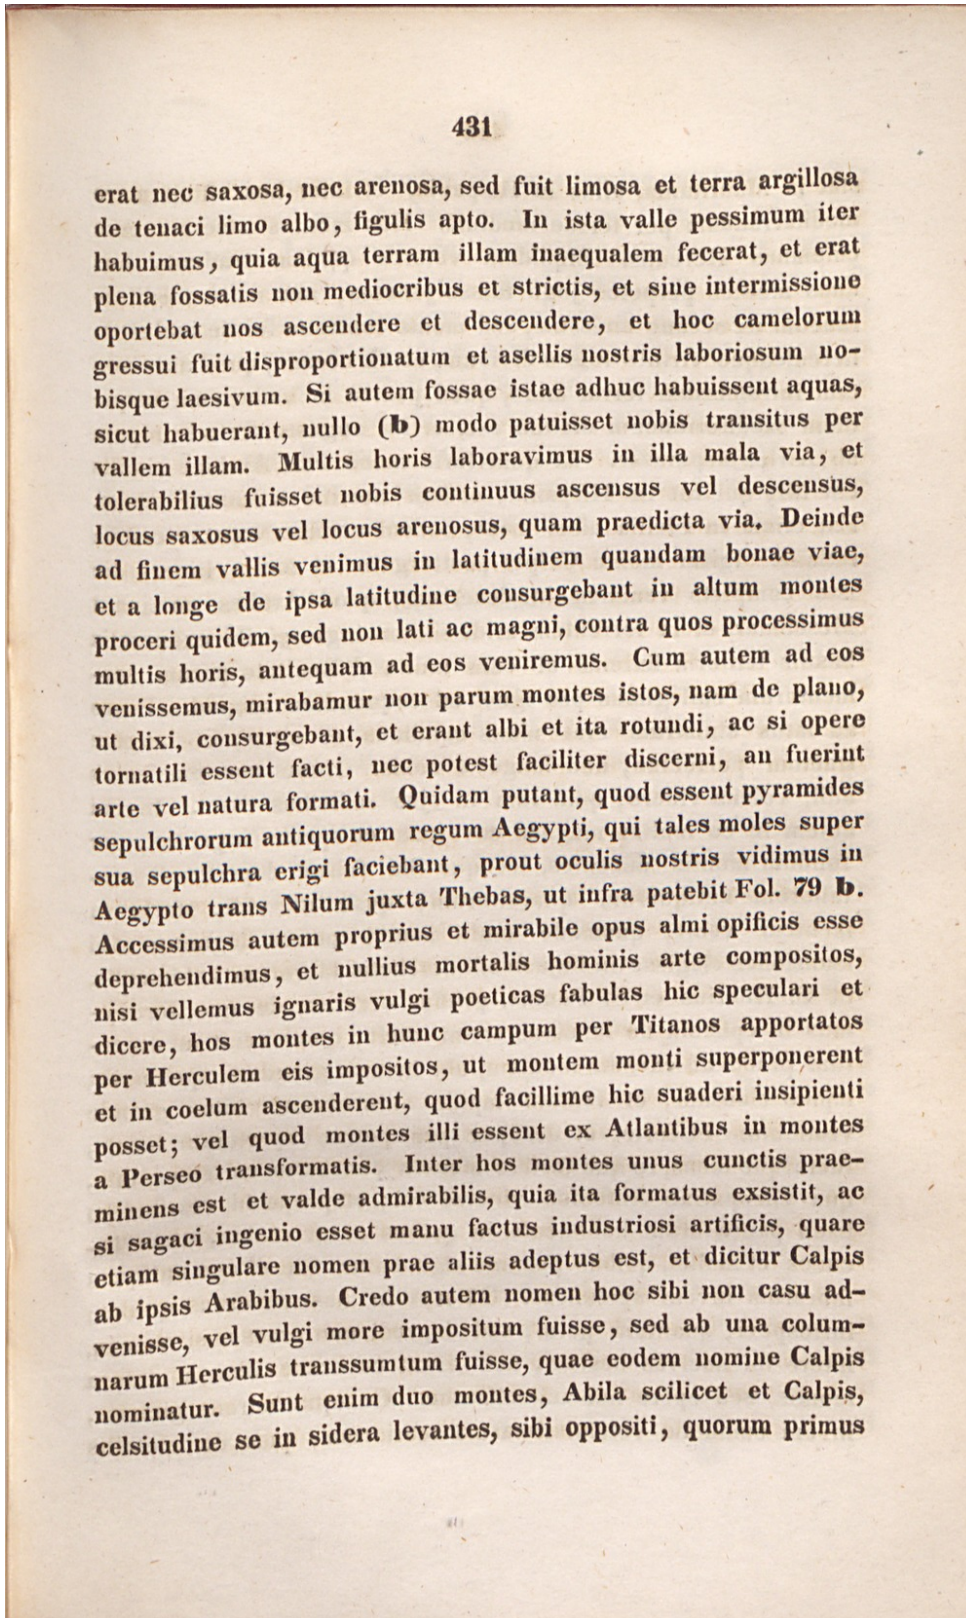 431
erat nec saxosa, nec arenosa, sed fuit limosa et terra argillosa
de tenaci limo albo, figulis apto. In ista valle pessimum iter
habuimus, quia aqua terram illam inaequalem fecerat, et erat
plena fossatis non mediocribus et strictis, et sine intermissione
oportebat nos ascendere et descendere, et hoc camelorum
gressui fuit disproportionatum et asellis nostris laboriosum no-
bisque laesivum. Si autem fossae istae adhuc habuissent aquas,
sicut habuerant, nullo (b) modo patuisset nobis transitus per
vallem illam. Multis horis laboravimus in illa mala via, et
tolerabilius fuisset nobis continuus ascensus vel descensus,
locus saxosus vel locus arenosus, quam praedicta via. Deinde
ad finem vallis venimus in latitudinem quandam bonae viae,
et a longe de ipsa latitudine consurgebant in altum montes
proceri quidem, sed non lati ac magni, contra quos processimus
multis horis, antequam ad eos veniremus. Cum autem ad eos
venissemus, mirabamur non parum montes istos, nam de plano,
ut dixi, consurgebant, et erant albi et ita rotundi, ac si opere
tornatili essent facti, nec potest faciliter discerni, an fuerint
arte vel natura formati. Quidam putant, quod essent pyramides
sepulchrorum antiquorum regum Aegypti, qui tales moles super
sua sepulchra erigi faciebant, prout oculis nostris vidimus in
Aegypto trans Nilum juxta Thebas, ut infra patebit Fol. 79 b.
Accessimus autem proprius et mirabile opus almi opificis esse
deprehendimus, et nullius mortalis hominis arte compositos,
nisi vellemus ignaris vulgi poeticas fabulas hic speculari et
dicere, hos montes in hunc campum per Titanos apportatos
per Herculem eis impositos, ut montem monti superponerent
et in coelum ascenderent, quod facillime hic suaderi insipienti
posset; vel quod montes illi essent ex Atlantibus in montes
a Perseo transformatis. Inter hos montes unus cunctis prae-
minens est et valde admirabilis, quia ita formatus exsistit, ac
si sagaci ingenio esset manu factus industriosi artificis, quare
etiam singulare nomen prae aliis adeptus est, et dicitur Calpis
ab ipsis Arabibus. Credo autem nomen hoc sibi non casu ad-
venisse, vel vulgi more impositum fuisse, sed ab una colum-
narum Herculis transsumtum fuisse, quae eodem nomine Calpis
nominatur. Sunt enim duo montes, Abila scilicet et Calpis,
celsitudine se in sidera levantes, sibi oppositi, quorum primus